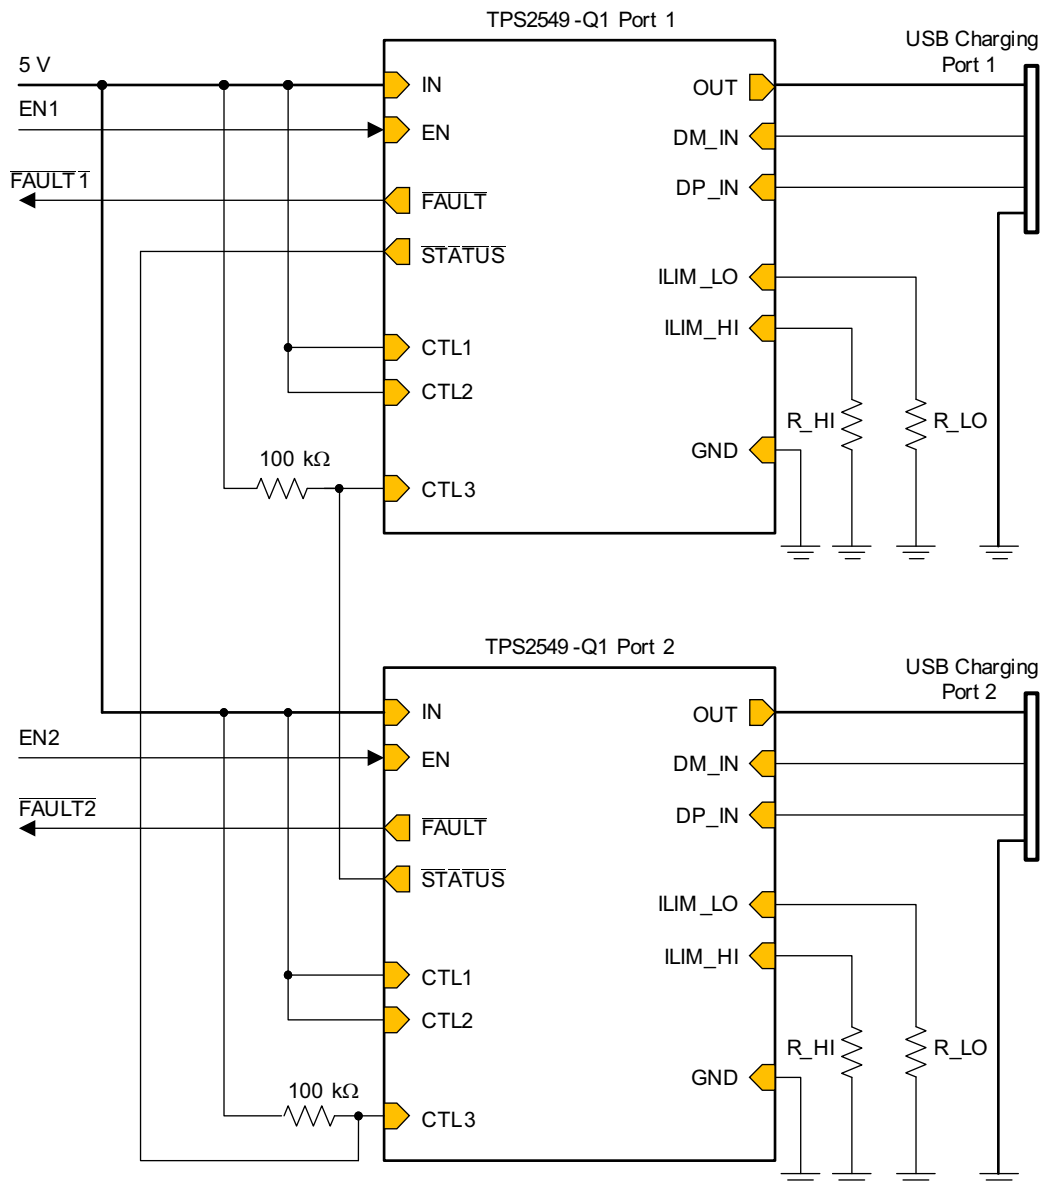 TPS2549-Q1 Port 1
USB Charging
Port 1
5 V
IN
OUT
EN1
EN
DM_IN
FAULT1
FAULT
DP_IN
STATUS
ILIM_LO
ILIM_HI
CTL1
CTL2
R_HI
R_LO
GND
100 kΩ
CTL3
TPS2549-Q1 Port 2
USB Charging
Port 2
IN
OUT
EN2
EN
DM_IN
FAULT2
FAULT
DP_IN
STATUS
ILIM_LO
ILIM_HI
CTL1
CTL2
R_HI
R_LO
GND
100 kΩ
CTL3